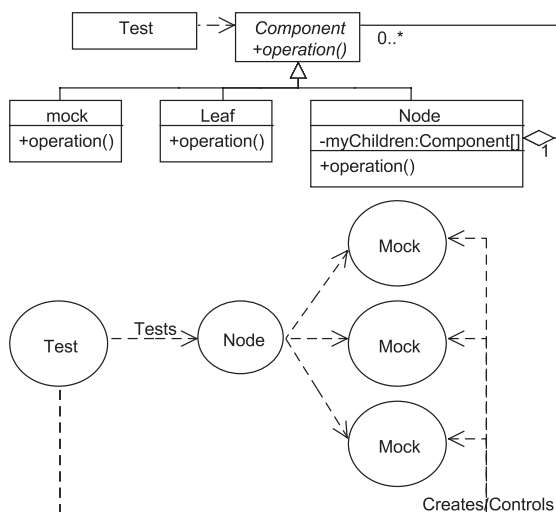 Test
Component
+operation()
0..*
mock
+operation()
Leaf
+operation()
Node
-myChildren:Component[]
+operation()
1
Mock
Test
Tests
Node
Mock
Mock
Creates/Controls